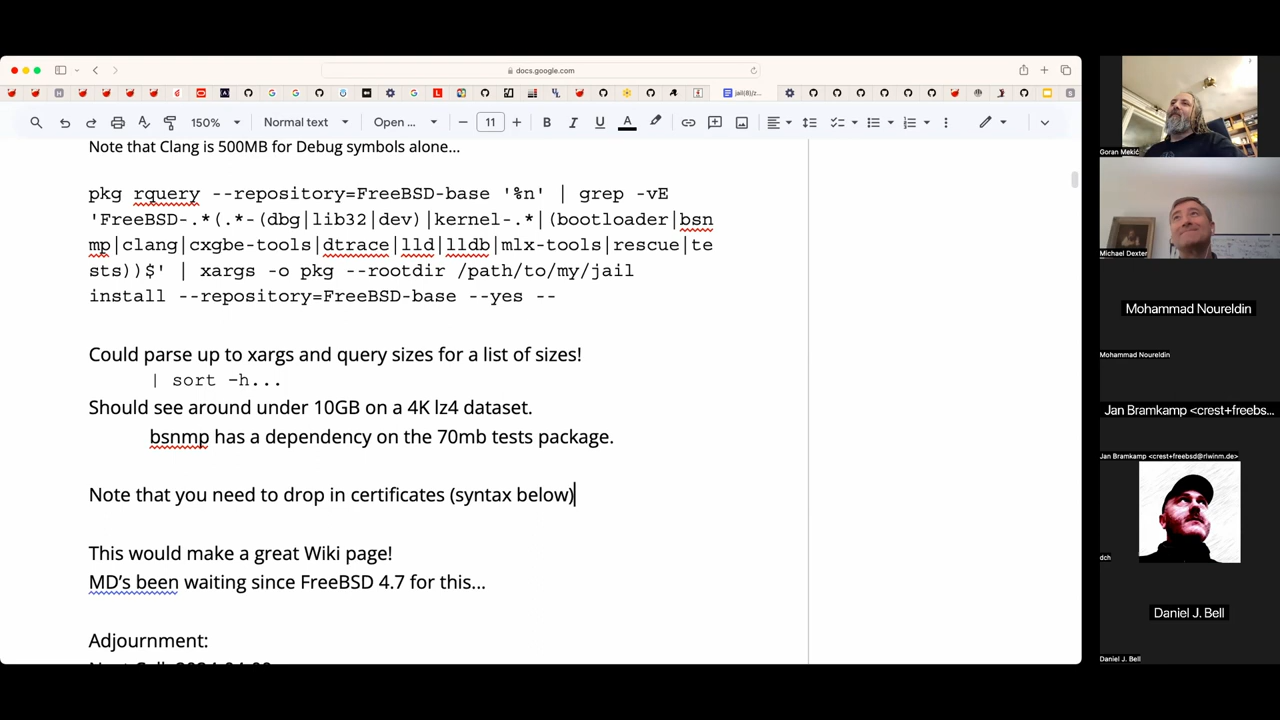 docs.google.com
jail(8)/z...
150%
Normal text
Open ...
11
Note that Clang is 500MB for Debug symbols alone...
pkg rquery --repository=FreeBSD-base '%n' | grep -vE
'FreeBSD-.*(.*-(dbg|lib32|dev)|kernel-.*|(bootloader|bsn
mp|clang|cxgbe-tools|dtrace|lld|lldb|mlx-tools|rescue|te
sts))$' | xargs -o pkg --rootdir /path/to/my/jail
install --repository=FreeBSD-base --yes --
Could parse up to xargs and query sizes for a list of sizes!
| sort -h...
Should see around under 10GB on a 4K lz4 dataset.
bsnmp has a dependency on the 70mb tests package.
Note that you need to drop in certificates (syntax below)
This would make a great Wiki page!
MD's been waiting since FreeBSD 4.7 for this...
Adjournment:
Goran Mekić
Michael Dexter
Mohammad Noureldin
Mohammad Noureldin
Jan Bramkamp <crest+freebs...
Jan Bramkamp <crest+freebsd@rlwinm.de>
dch
Daniel J. Bell
Daniel J. Bell